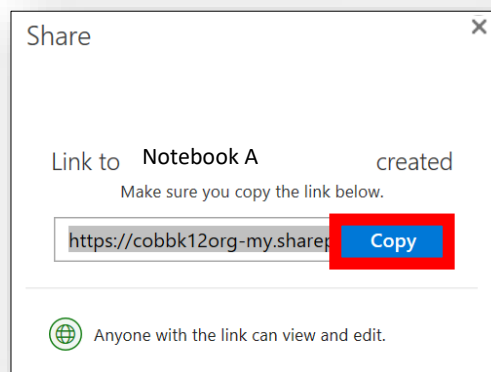 Share
Link to Notebook A created
Make sure you copy the link below.
https://cobbk12org-my.sharep Copy
Anyone with the link can view and edit.